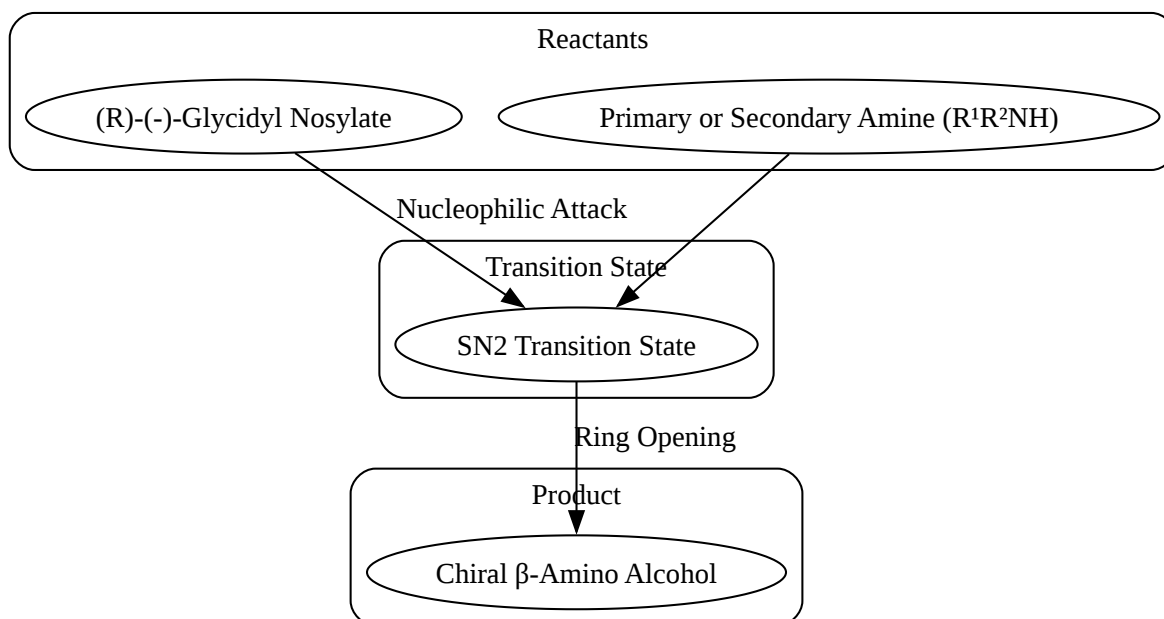 Reactants
(R)-(-)-Glycidyl Nosylate
Primary or Secondary Amine (R¹R²NH)
Nucleophilic Attack
Transition State
SN2 Transition State
Ring Opening
Product
Chiral β-Amino Alcohol